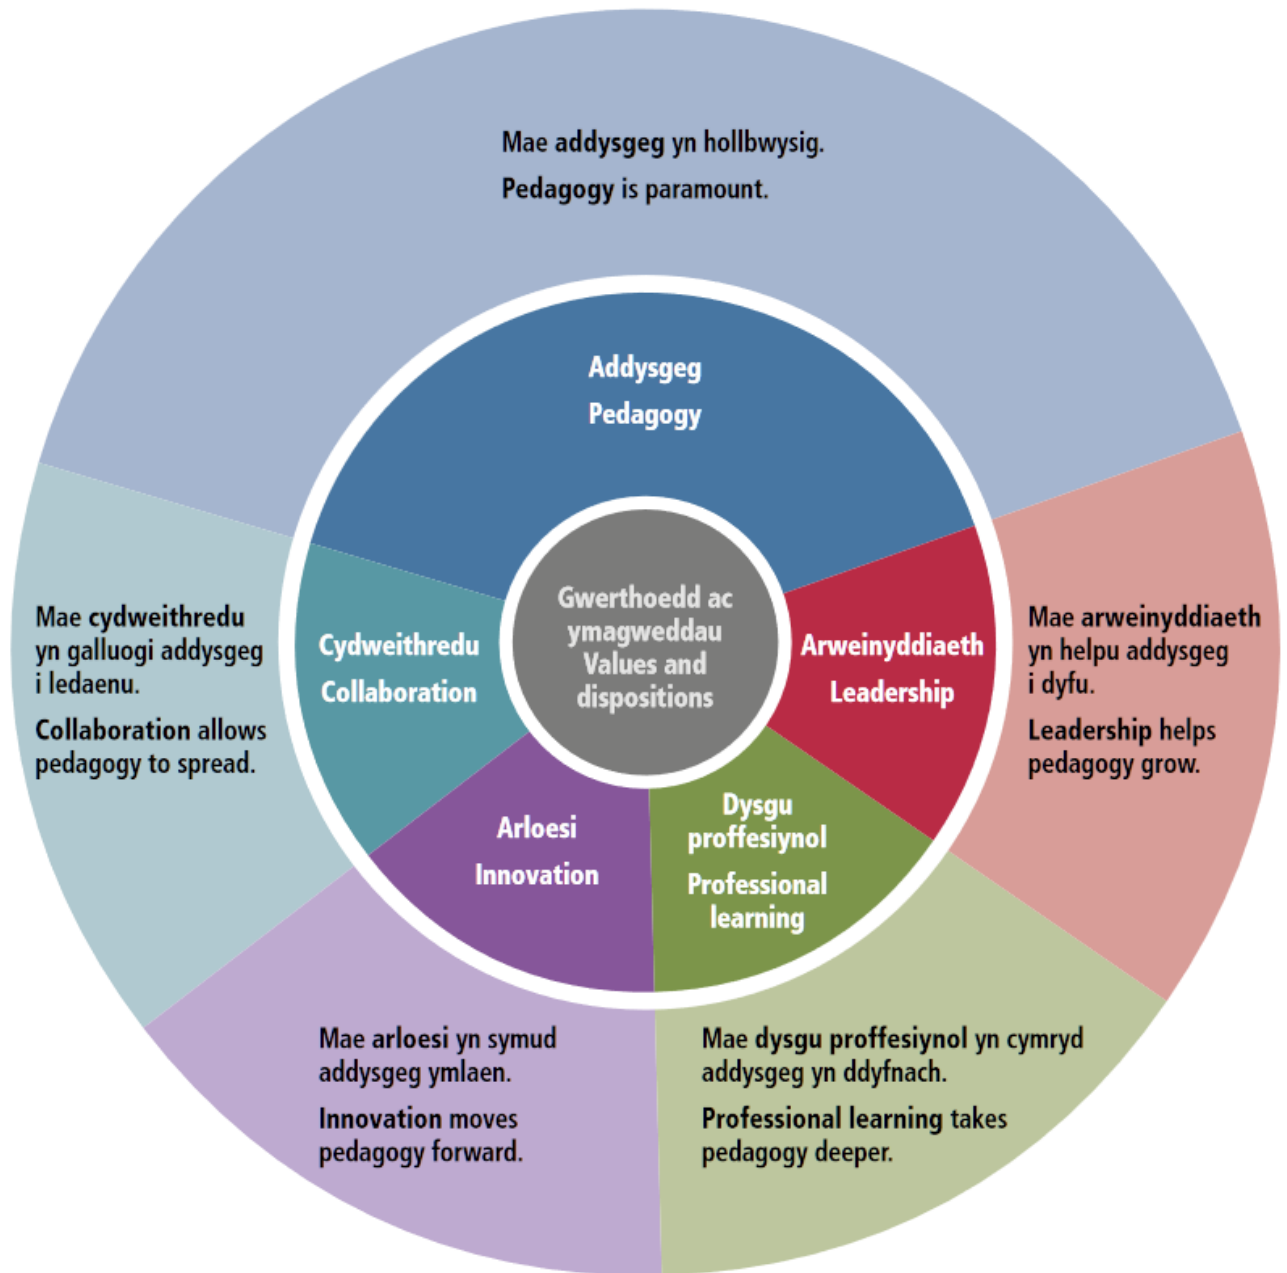 Mae addysgeg yn hollbwysig.
Pedagogy is paramount.
Addysgeg
Pedagogy
Gwerthoedd ac
ymagweddau
Values and
dispositions
Cydweithredu
Collaboration
Arweinyddiaeth
Leadership
Mae cydweithredu
yn galluogi addysgeg
i ledaenu.
Collaboration allows
pedagogy to spread.
Mae arweinyddiaeth
yn helpu addysgeg
i dyfu.
Leadership helps
pedagogy grow.
Arloesi
Innovation
Dysgu
proffesiynol
Professional
learning
Mae arloesi yn symud
addysgeg ymlaen.
Innovation moves
pedagogy forward.
Mae dysgu proffesiynol yn cymryd
addysgeg yn ddyfnach.
Professional learning takes
pedagogy deeper.